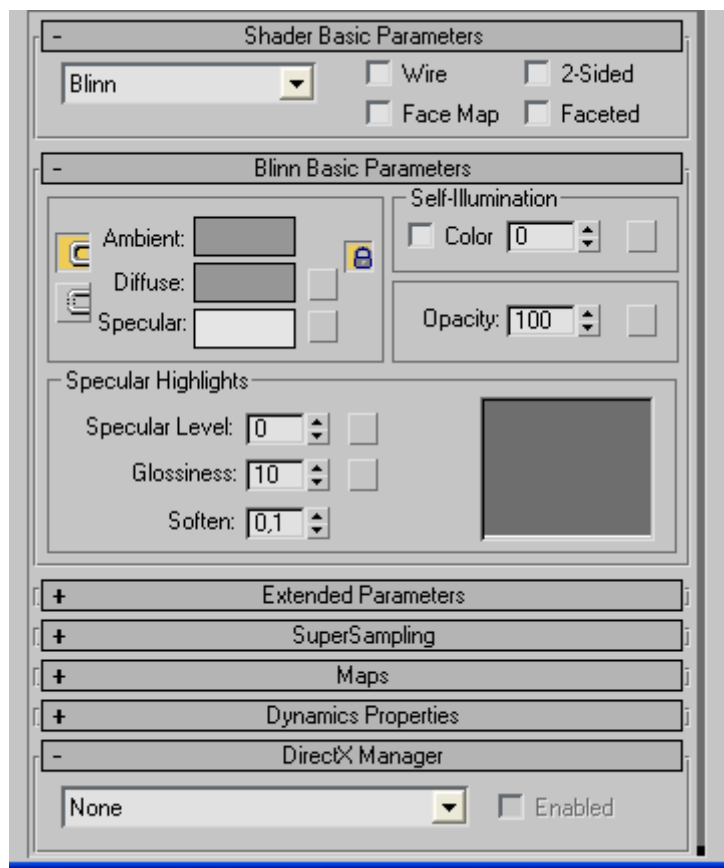 - Shader Basic Parameters
Blinn
Wire
2-Sided
Face Map
Faceted
- Blinn Basic Parameters
Ambient:
Diffuse:
Specular:
Self-Illumination
Color 0
Opacity: 100
Specular Highlights
Specular Level: 0
Glossiness: 10
Soften: 0,1
+ Extended Parameters
+ SuperSampling
+ Maps
+ Dynamics Properties
- DirectX Manager
None
Enabled